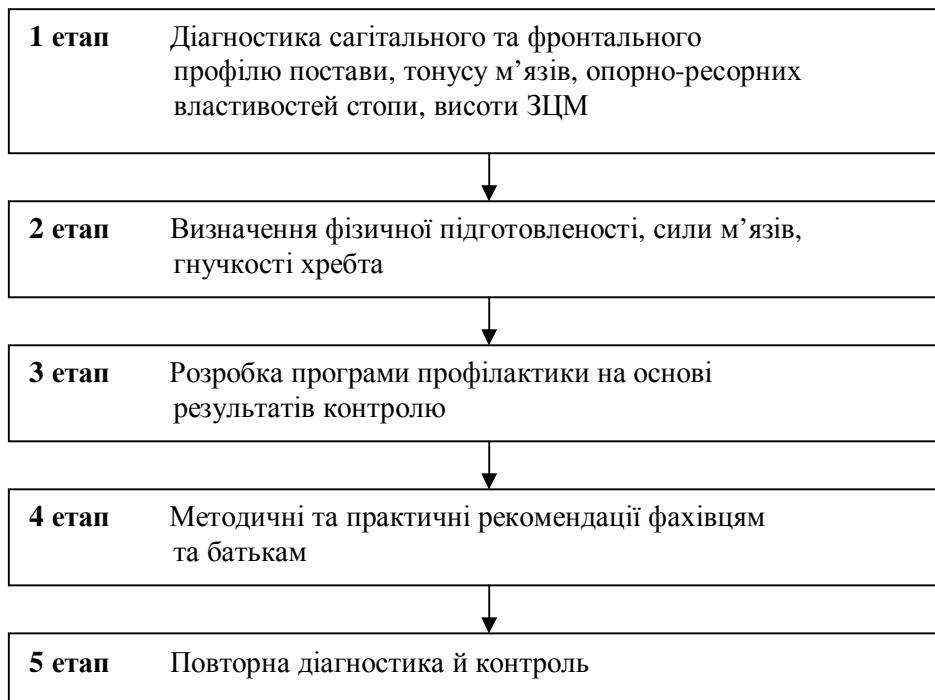 1 етап Діагностика сагітального та фронтального
профілю постави, тонусу м’язів, опорно-ресорних
властивостей стопи, висоти ЗЦМ
2 етап Визначення фізичної підготовленості, сили м’язів,
гнучкості хребта
3 етап Розробка програми профілактики на основі
результатів контролю
4 етап Методичні та практичні рекомендації фахівцям
та батькам
5 етап Повторна діагностика й контроль